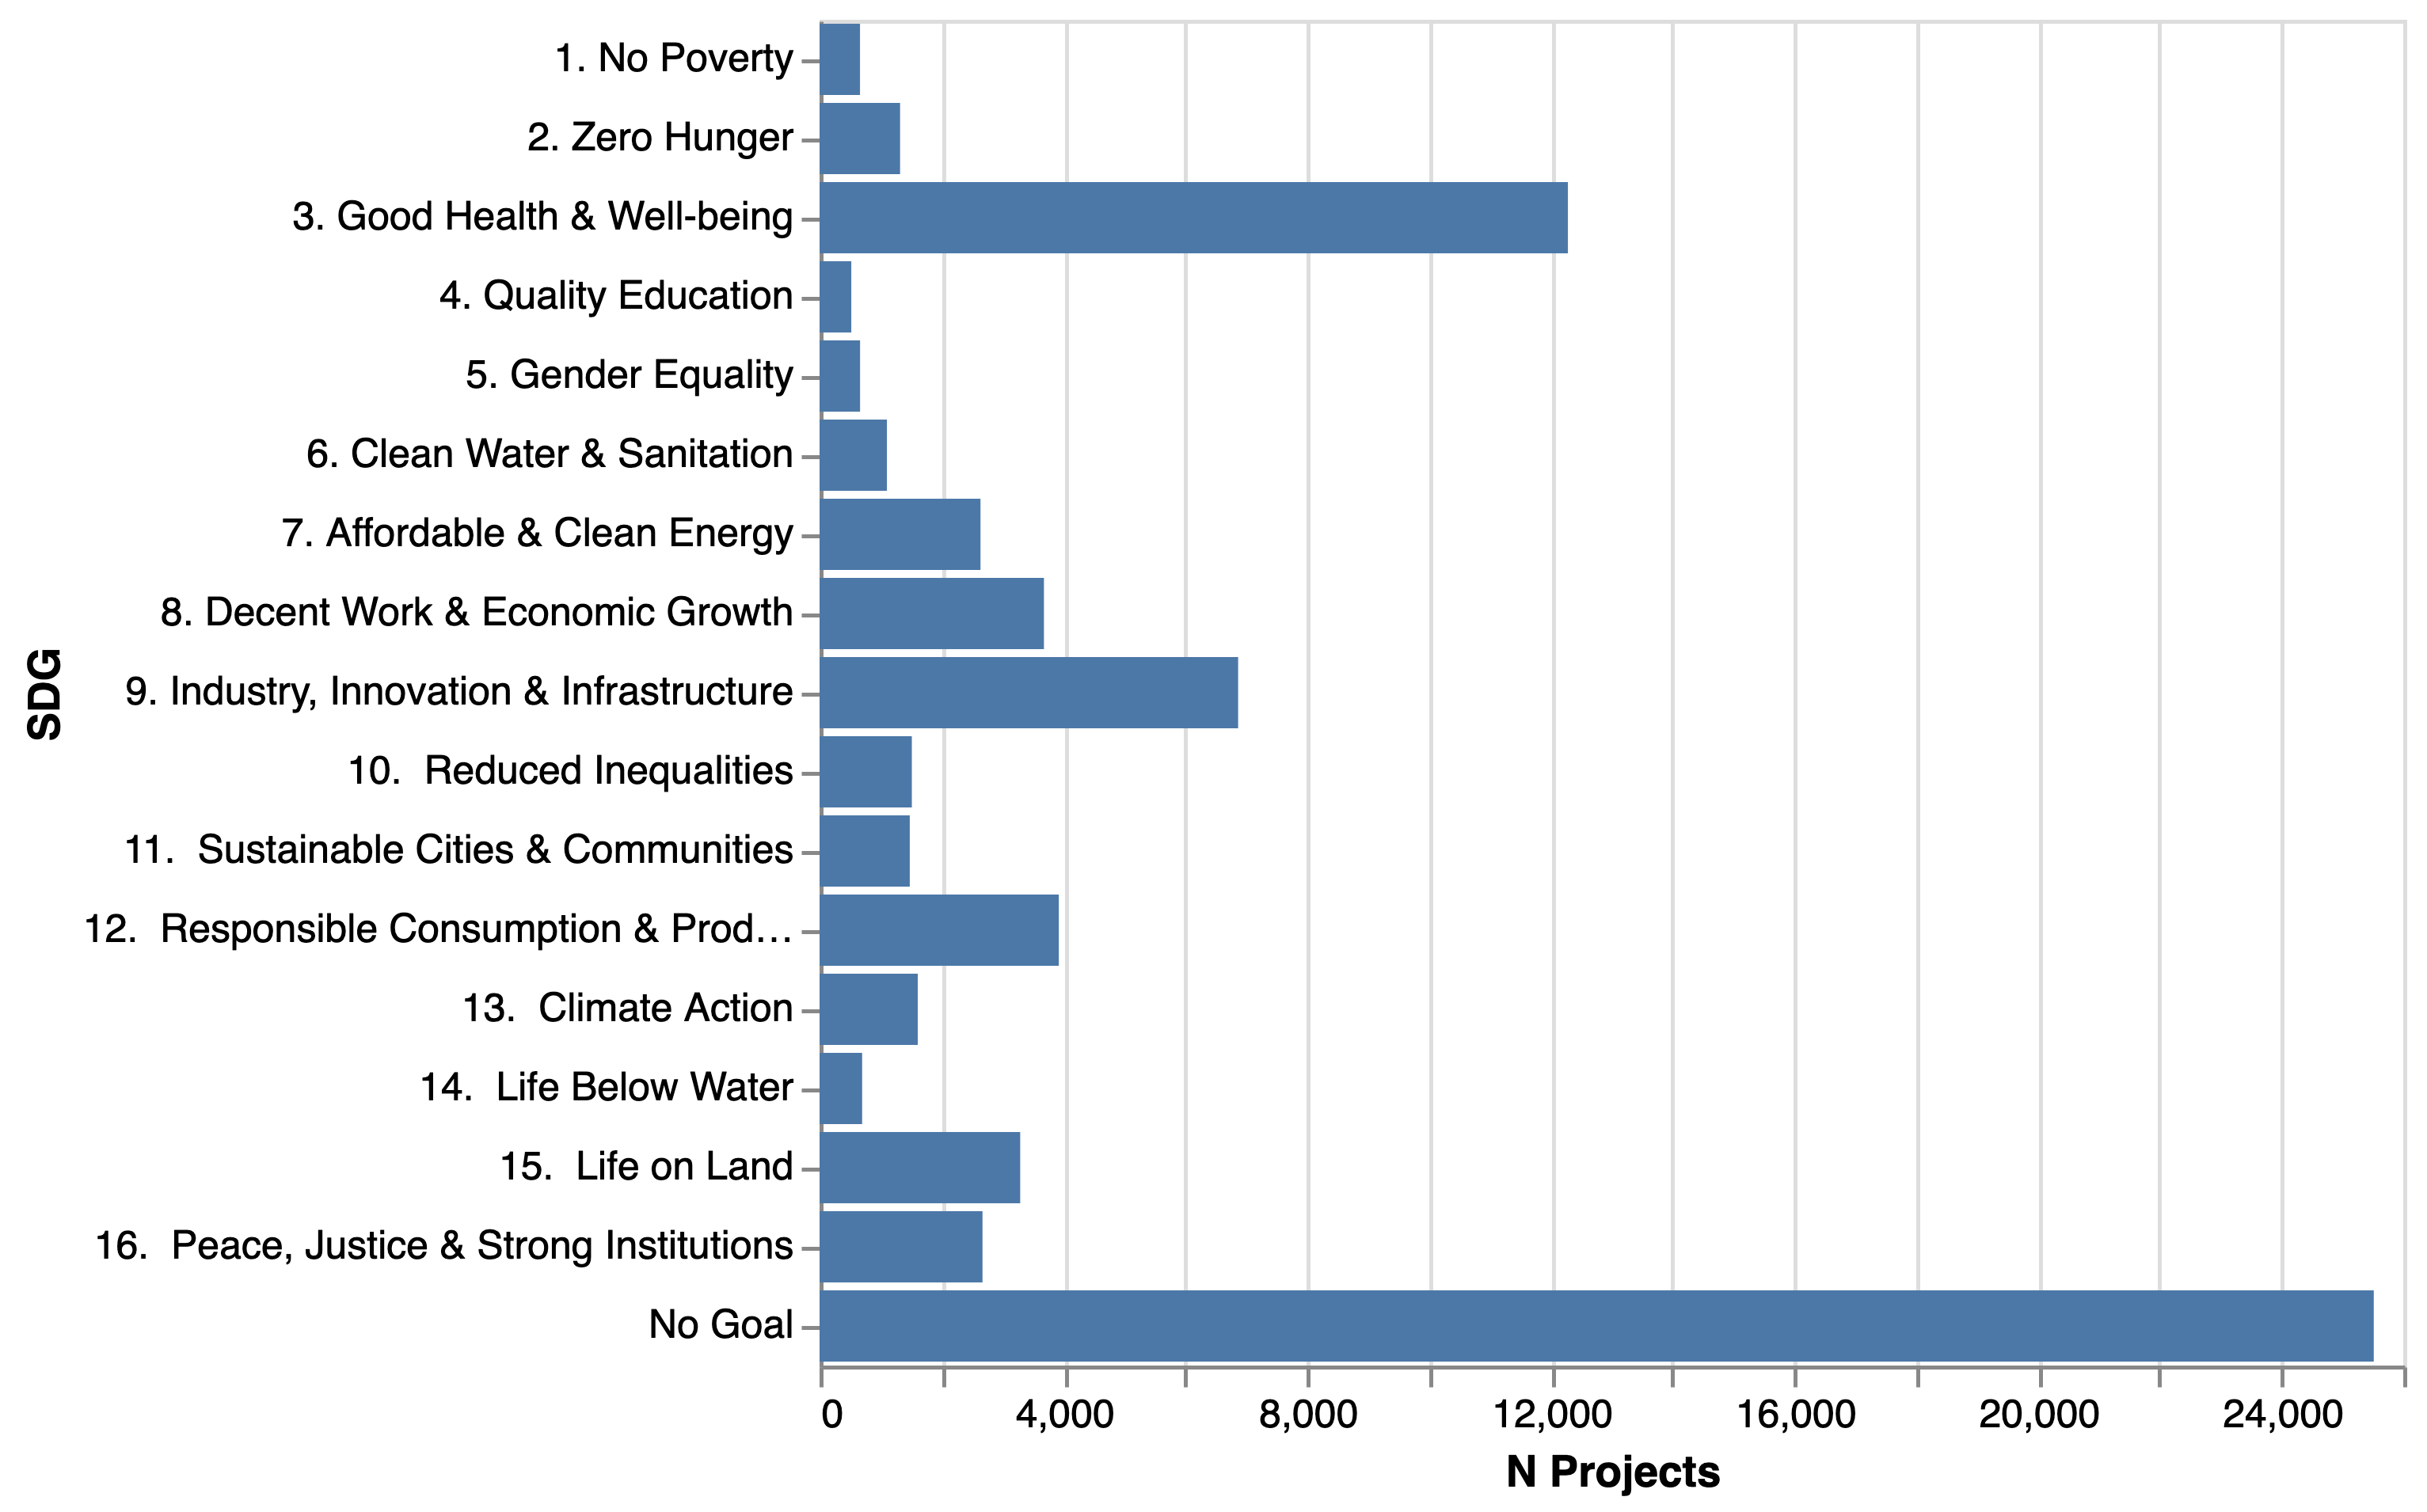 1. No Poverty
2. Zero Hunger
3. Good Health & Well-being
4. Quality Education
5. Gender Equality
6. Clean Water & Sanitation
7. Affordable & Clean Energy
8. Decent Work & Economic Growth
9. Industry, Innovation & Infrastructure
10. Reduced Inequalities
11. Sustainable Cities & Communities
12. Responsible Consumption & Prod…
13. Climate Action
14. Life Below Water
15. Life on Land
16. Peace, Justice & Strong Institutions
No Goal
SDG
0 4,000 8,000 12,000 16,000 20,000 24,000
N Projects